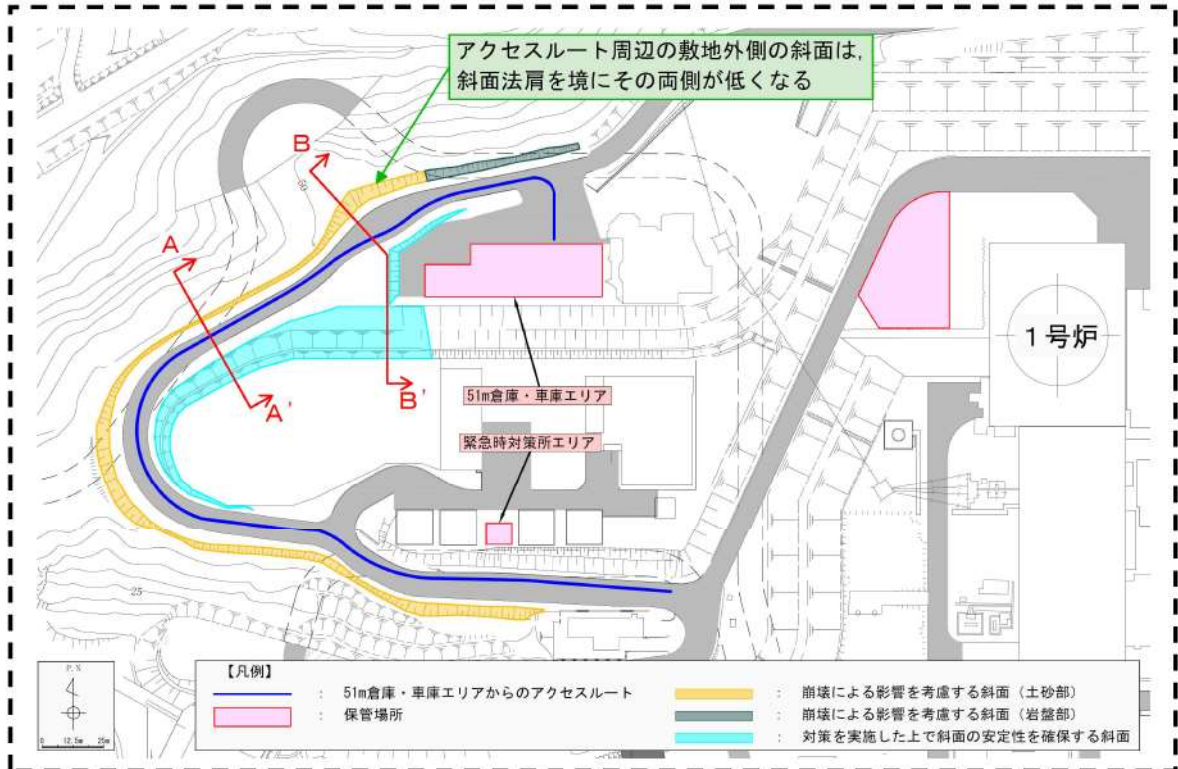 アクセスルート周辺の敷地外側の斜面は,
斜面法肩を境にその両側が低くなる
B
A
A'
B'
1号炉
51m倉庫・車庫エリア
緊急時対策所エリア
25
P.N
0 12.5m 25m
【凡例】
: 51m倉庫・車庫エリアからのアクセスルート
: 保管場所
: 崩壊による影響を考慮する斜面（土砂部）
: 崩壊による影響を考慮する斜面（岩盤部）
: 対策を実施した上で斜面の安定性を確保する斜面